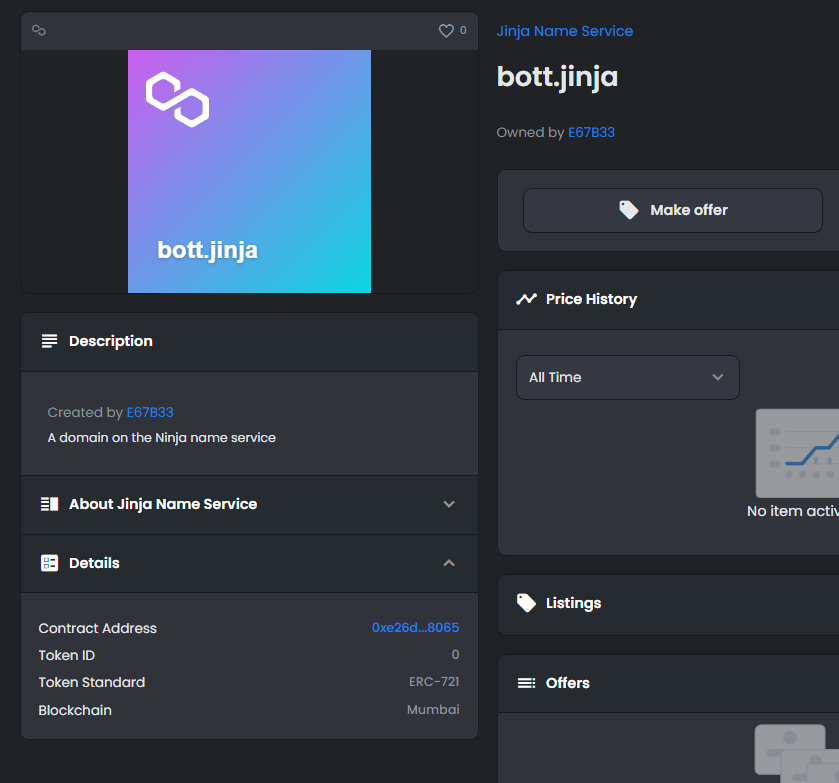 0
bott.jinja
Description
Created by E67B33
A domain on the Ninja name service
About Jinja Name Service
Details
Contract Address 0xe26d...8065
Token ID 0
Token Standard ERC-721
Blockchain Mumbai
Jinja Name Service
bott.jinja
Owned by E67B33
Make offer
Price History
All Time
No item
Listings
Offers